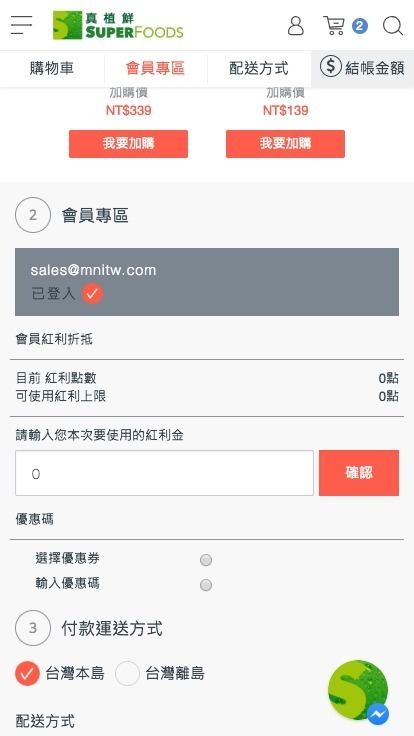 真植鮮
SUPERFOODS
2
購物車
會員專區
配送方式
結帳金額
加購價
加購價
NT$339
NT$139
我要加購
我要加購
2
會員專區
sales@mnltw.com
已登入
會員紅利折抵
目前 紅利點數
0點
可使用紅利上限
0點
請輸入您本次要使用的紅利金
0
確認
優惠碼
選擇優惠券
輸入優惠碼
3
付款運送方式
台灣本島
台灣離島
配送方式